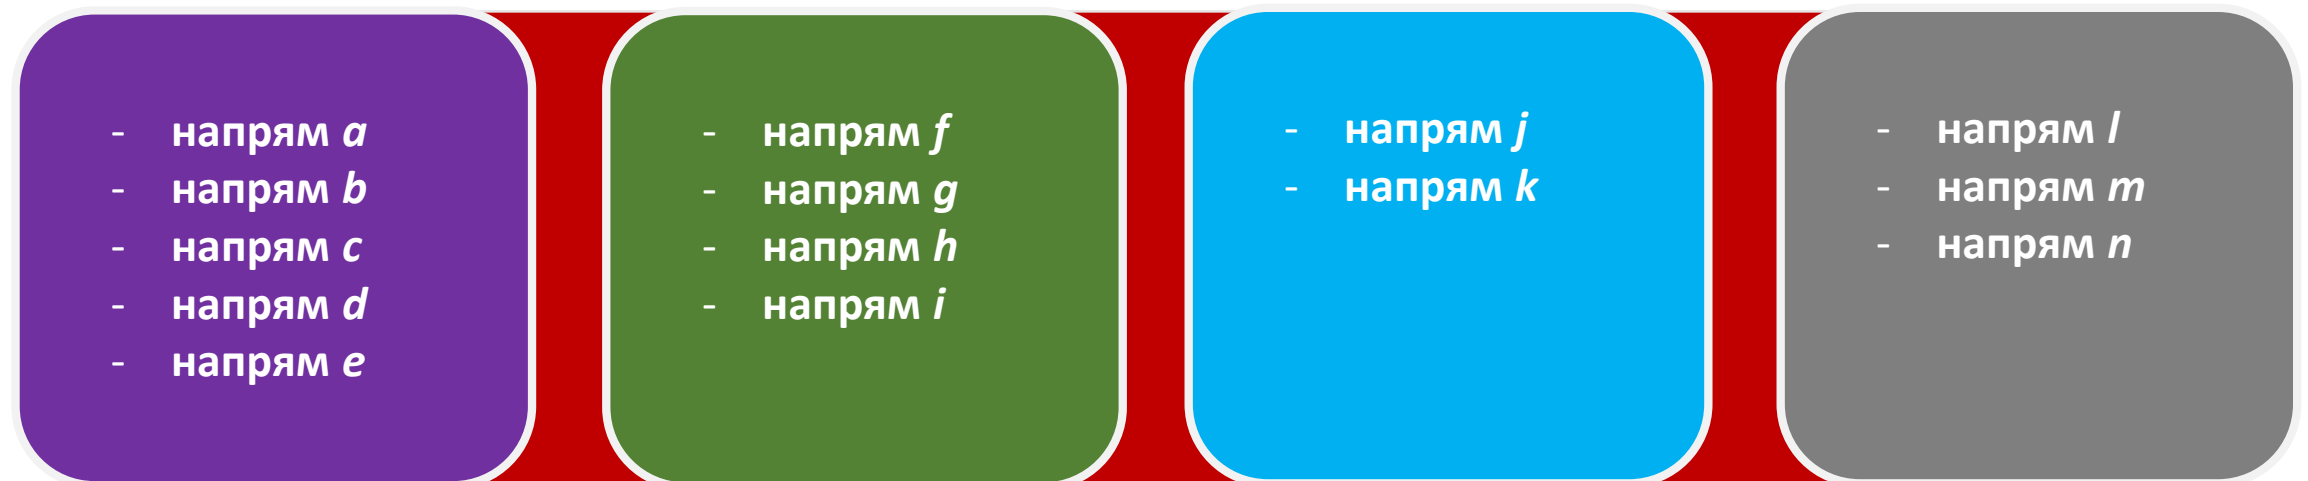 - напрям a
- напрям b
- напрям c
- напрям d
- напрям e
- напрям f
- напрям g
- напрям h
- напрям i
- напрям j
- напрям k
- напрям l
- напрям m
- напрям n